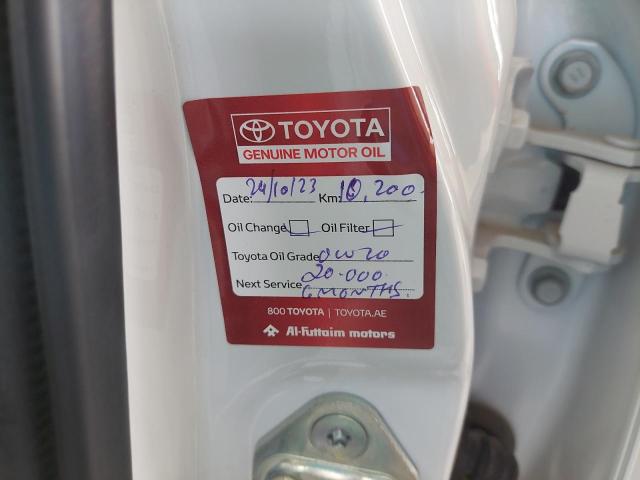 TOYOTA
GENUINE MOTOR OIL
Date: 24/10/23 Km: 10,200
Oil Change Oil Filter
Toyota Oil Grade 0W20
Next Service 20.000
6 MONTHS.
800 TOYOTA | TOYOTA.AE
Al-Futtaim motors